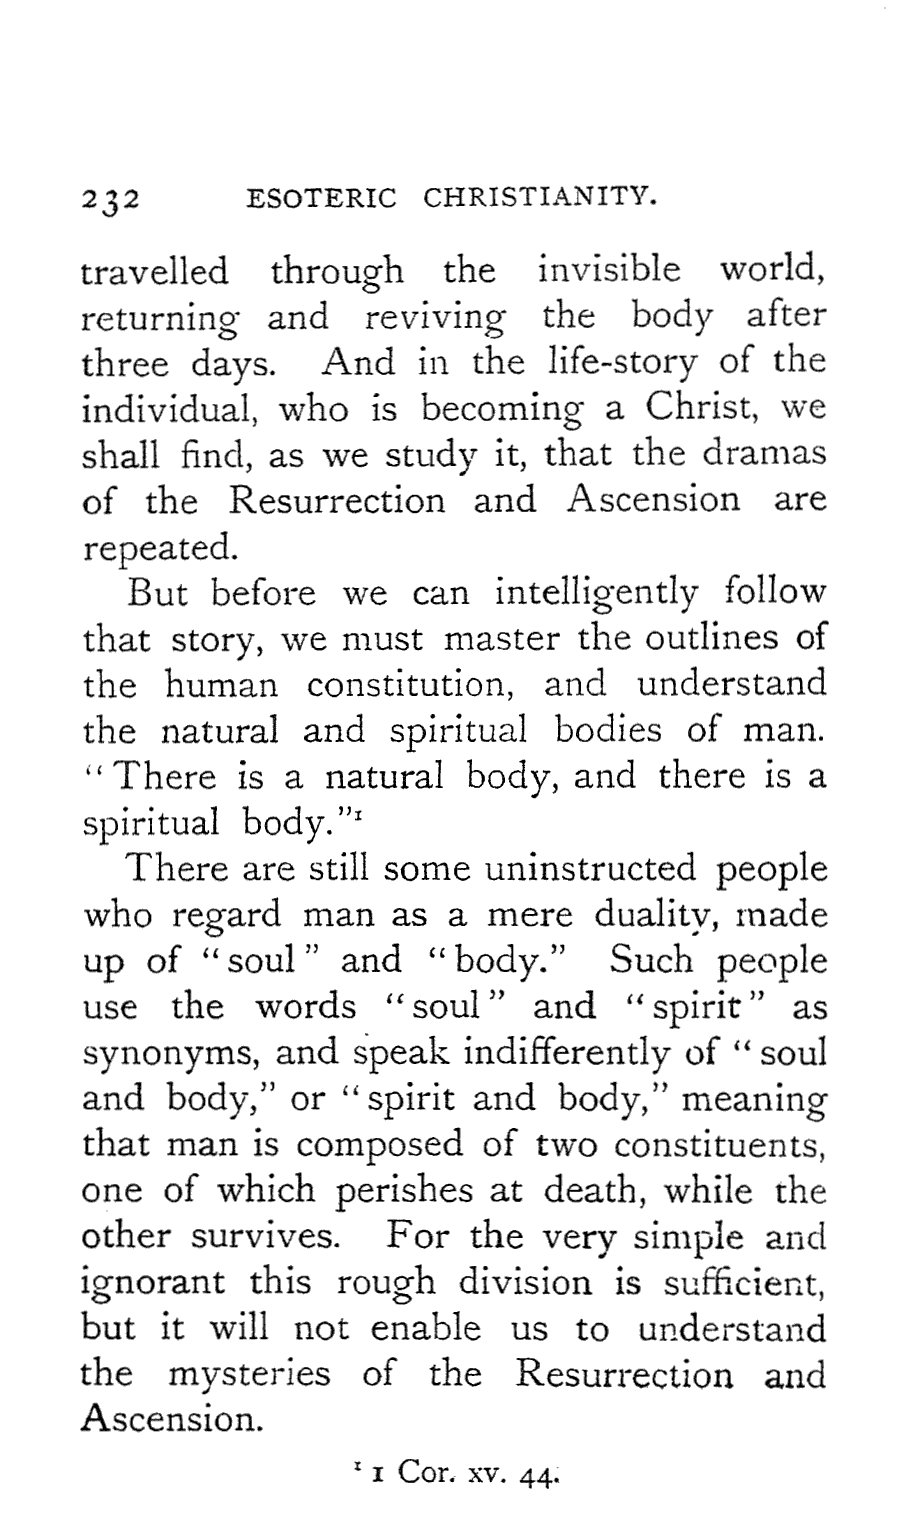 232 ESOTERIC CHRISTIANITY.
travelled through the invisible world,
returning and reviving the body after
three days. And in the life-story of the
individual, who is becoming a Christ, we
shall find, as we study it, that the dramas
of the Resurrection and Ascension are
repeated.
But before we can intelligently follow
that story, we must master the outlines of
the human constitution, and understand
the natural and spiritual bodies of man.
“There is a natural body, and there is a
spiritual body.”¹
There are still some uninstructed people
who regard man as a mere duality, made
up of “soul” and “body.” Such people
use the words “soul” and “spirit” as
synonyms, and speak indifferently of “soul
and body,” or “spirit and body,” meaning
that man is composed of two constituents,
one of which perishes at death, while the
other survives. For the very simple and
ignorant this rough division is sufficient,
but it will not enable us to understand
the mysteries of the Resurrection and
Ascension.
¹ 1 Cor. xv. 44.